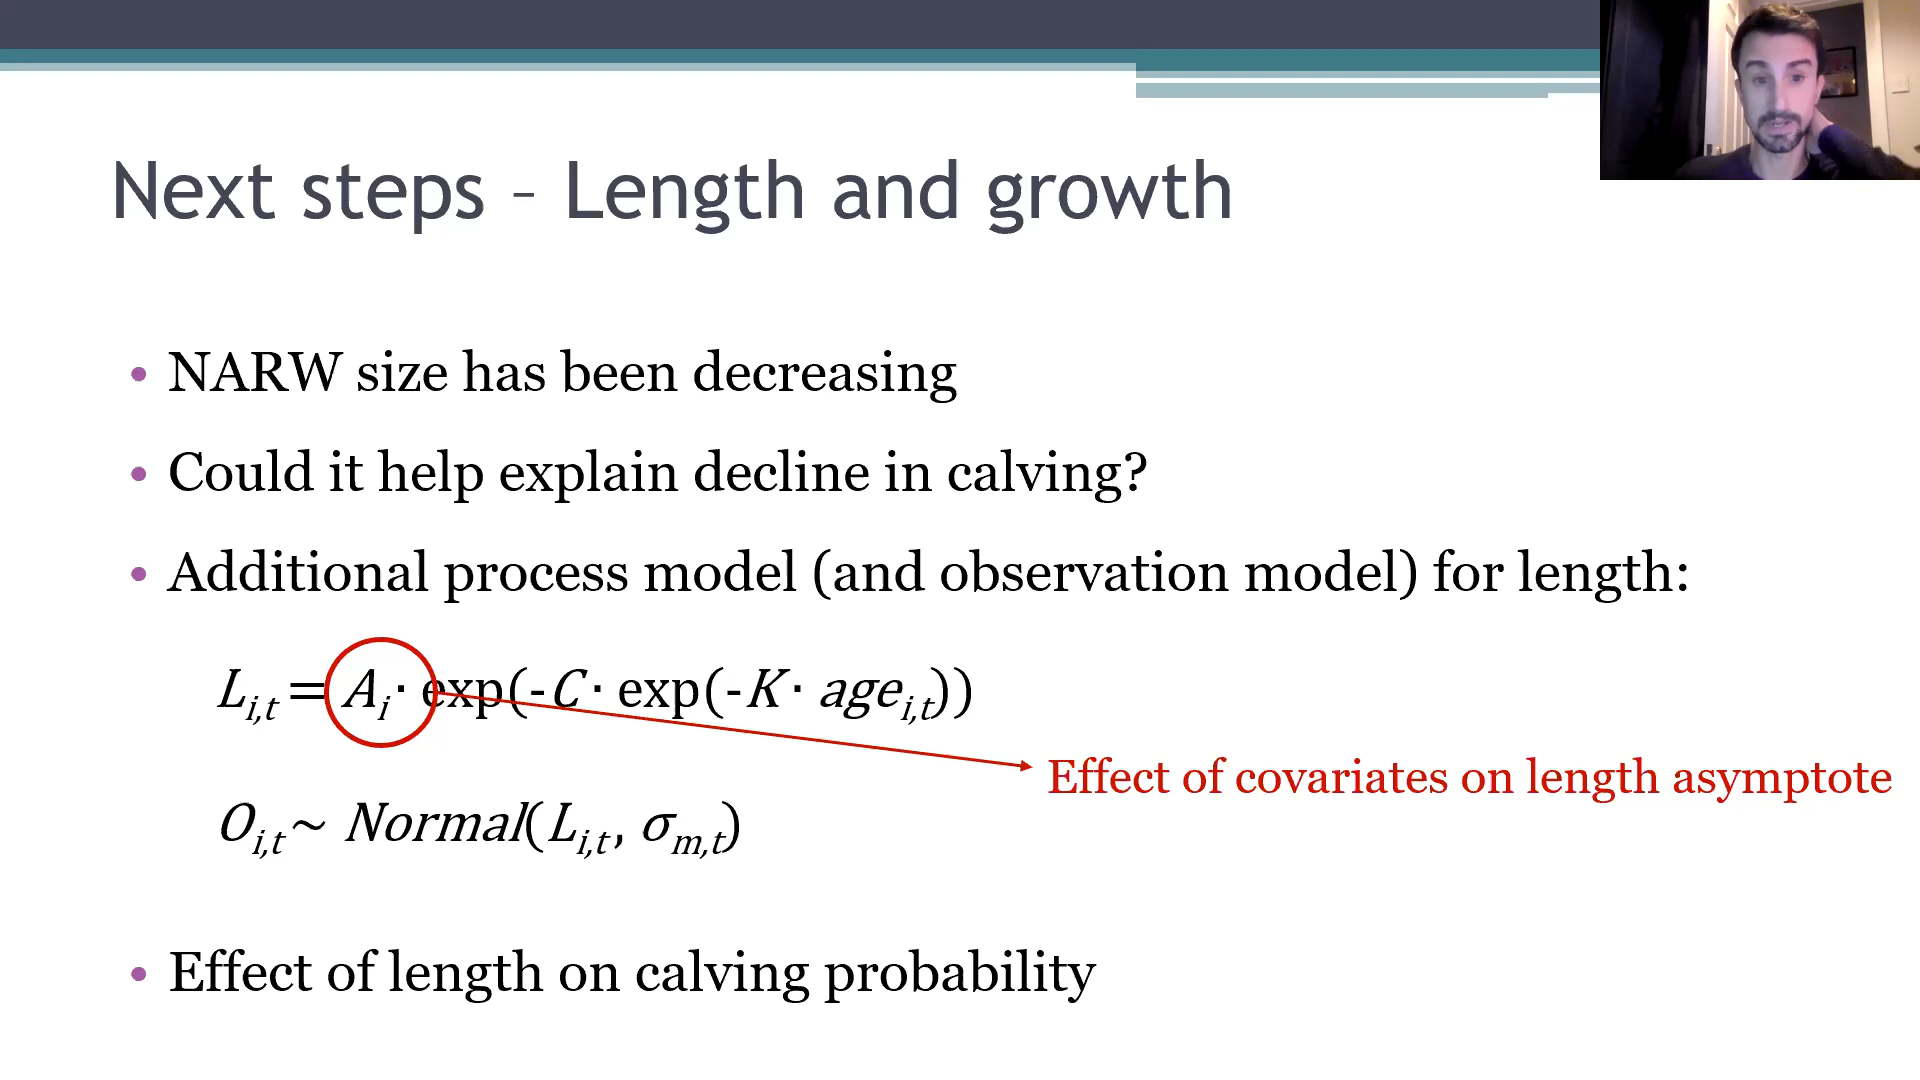 Next steps – Length and growth
• NARW size has been decreasing
• Could it help explain decline in calving?
• Additional process model (and observation model) for length:
L_{i,t} = A_i · exp(-C · exp(-K · age_{i,t}))
Effect of covariates on length asymptote
O_{i,t} ~ Normal(L_{i,t}, σ_{m,t})
• Effect of length on calving probability